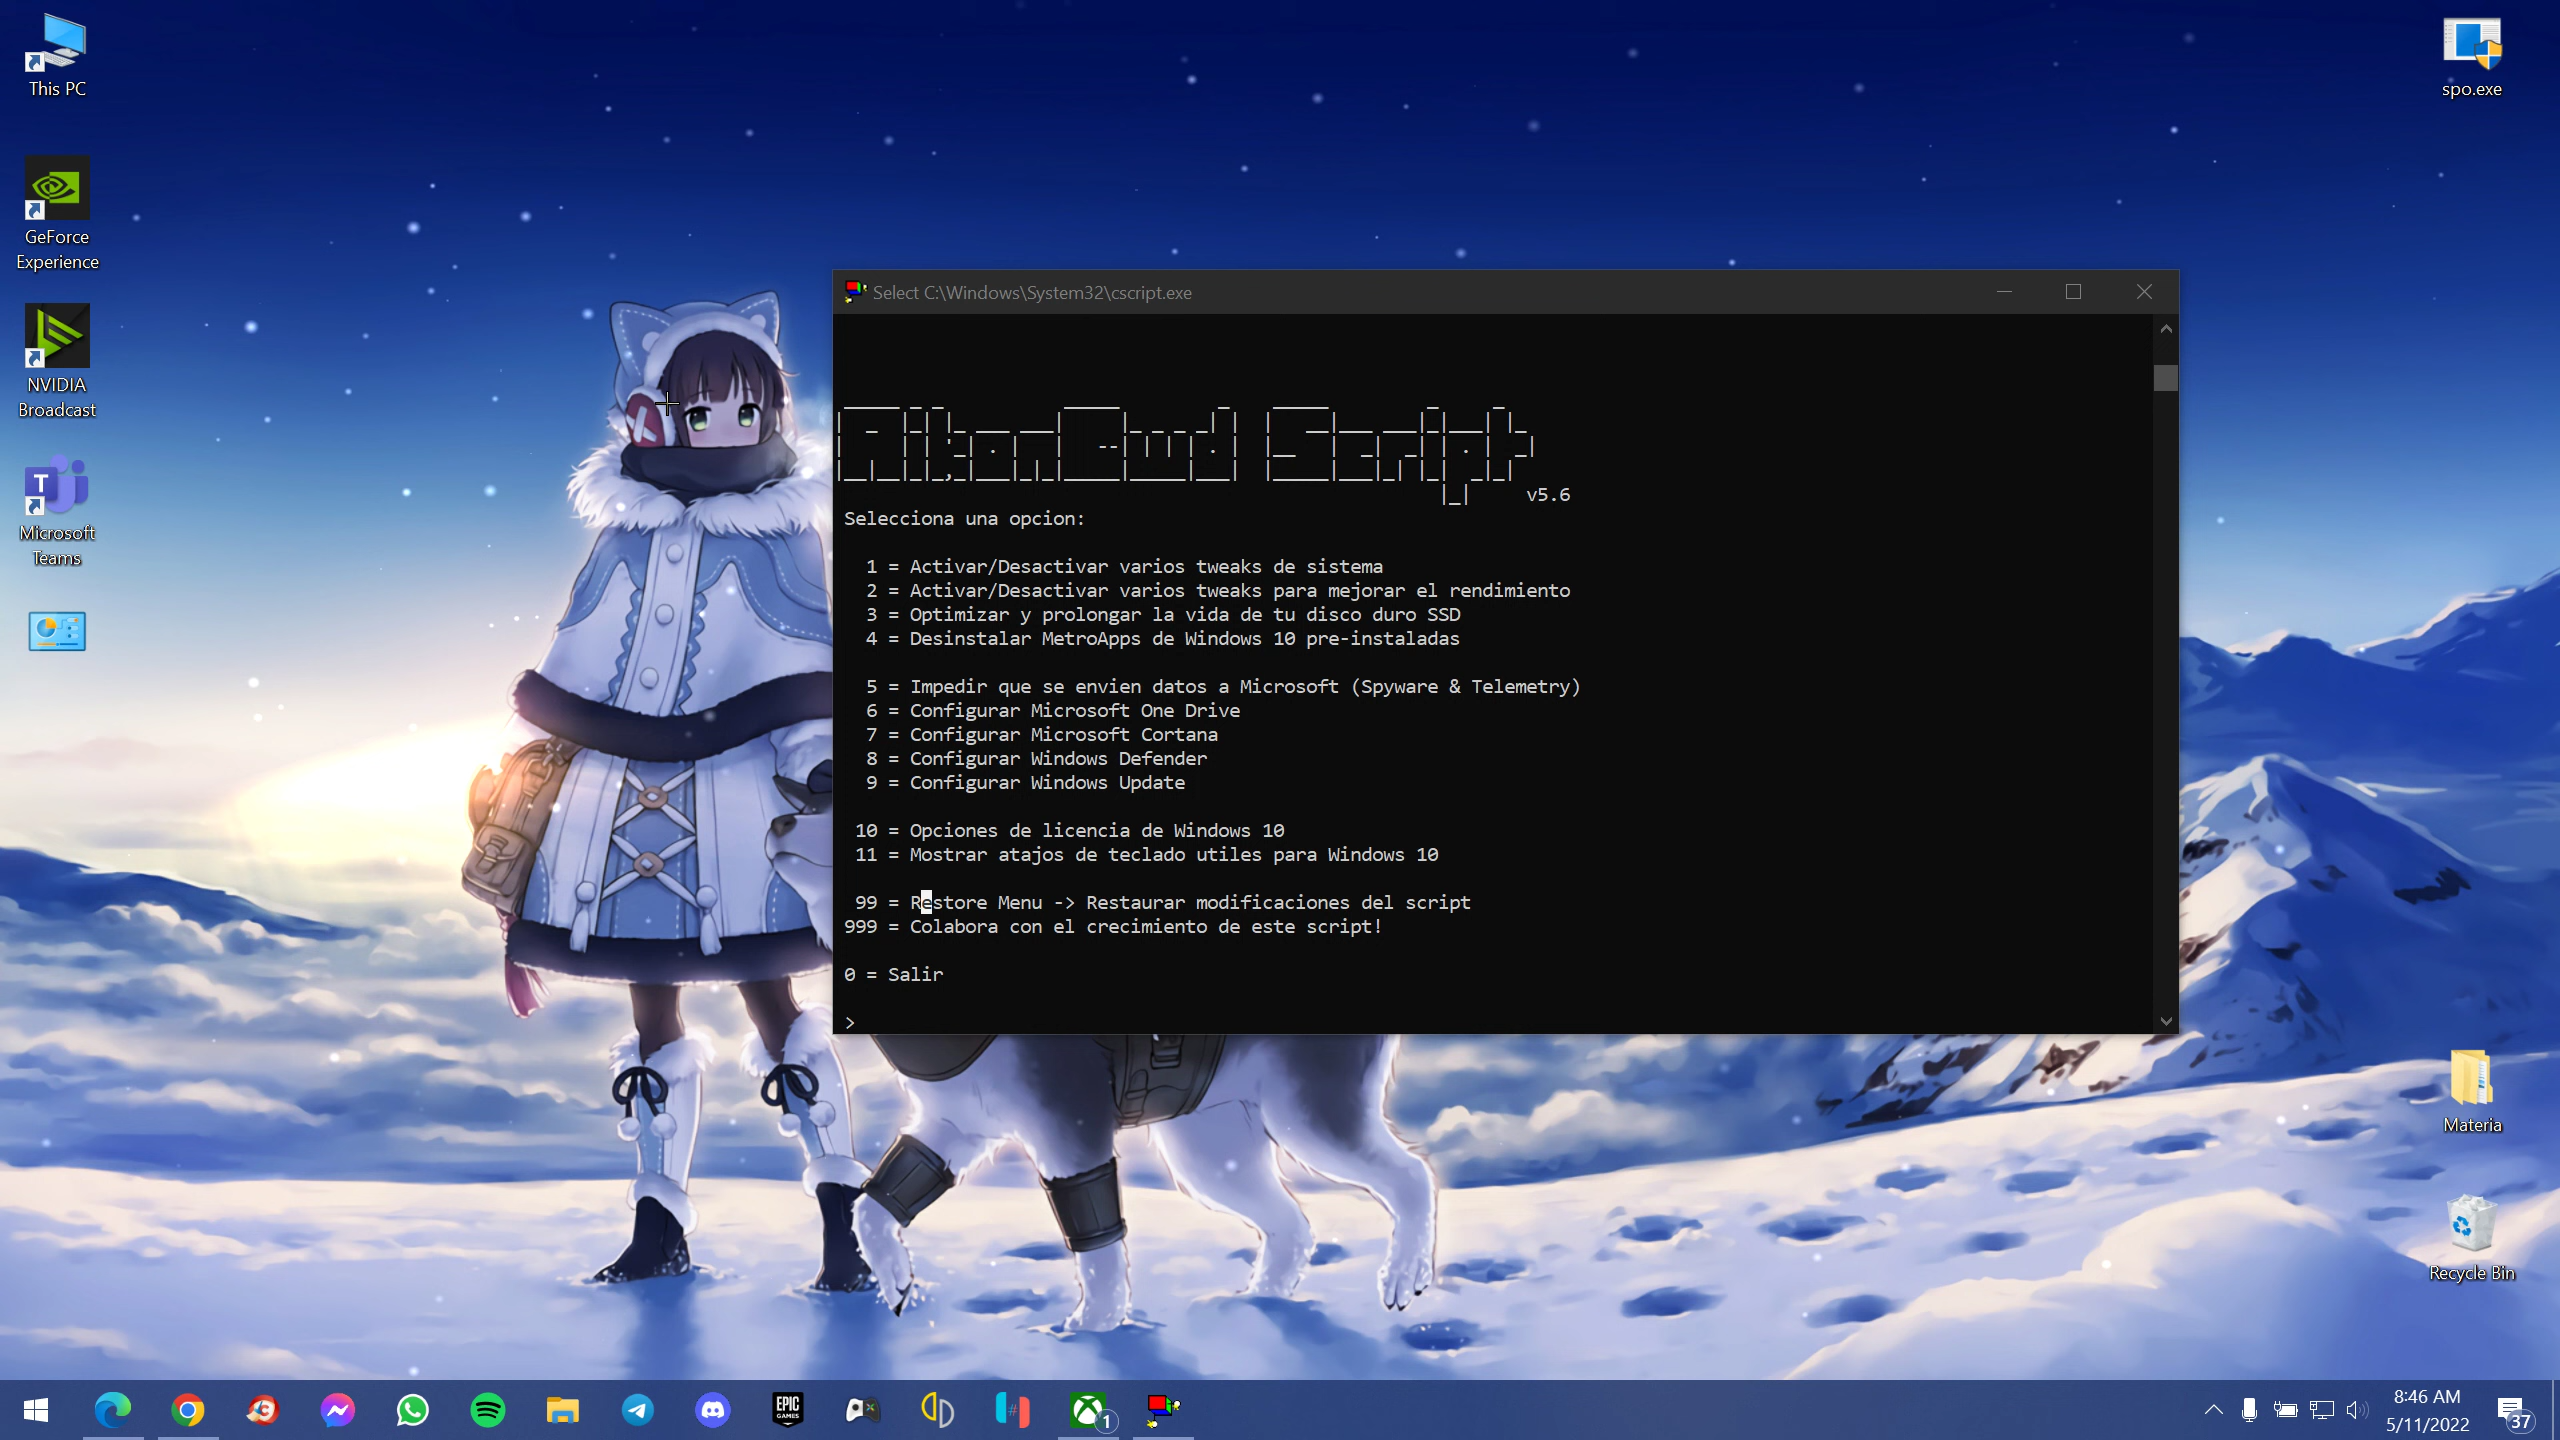 This PC
GeForce
Experience
NVIDIA
Broadcast
Microsoft
Teams
spo.exe
Select C:\Windows\System32\cscript.exe
AikonCwd Script
v5.6
Selecciona una opcion:
1 = Activar/Desactivar varios tweaks de sistema
2 = Activar/Desactivar varios tweaks para mejorar el rendimiento
3 = Optimizar y prolongar la vida de tu disco duro SSD
4 = Desinstalar MetroApps de Windows 10 pre-instaladas
5 = Impedir que se envien datos a Microsoft (Spyware & Telemetry)
6 = Configurar Microsoft One Drive
7 = Configurar Microsoft Cortana
8 = Configurar Windows Defender
9 = Configurar Windows Update
10 = Opciones de licencia de Windows 10
11 = Mostrar atajos de teclado utiles para Windows 10
99 = Restore Menu -> Restaurar modificaciones del script
999 = Colabora con el crecimiento de este script!
0 = Salir
>
Materia
Recycle Bin
EPIC
GAMES
1
8:46 AM
5/11/2022
37